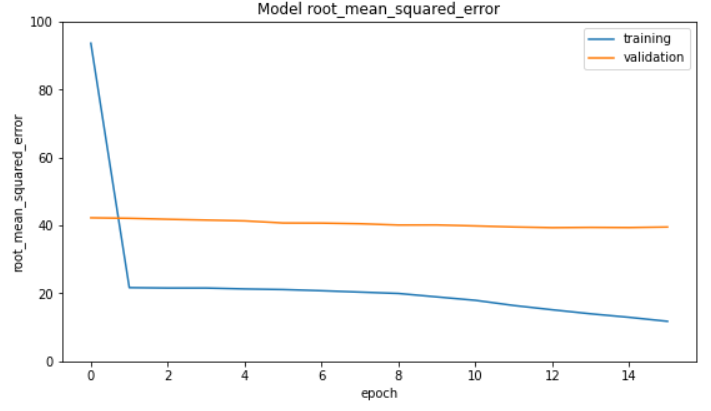 Model root_mean_squared_error
training
validation
root_mean_squared_error
100
80
60
40
20
0
0 2 4 6 8 10 12 14
epoch